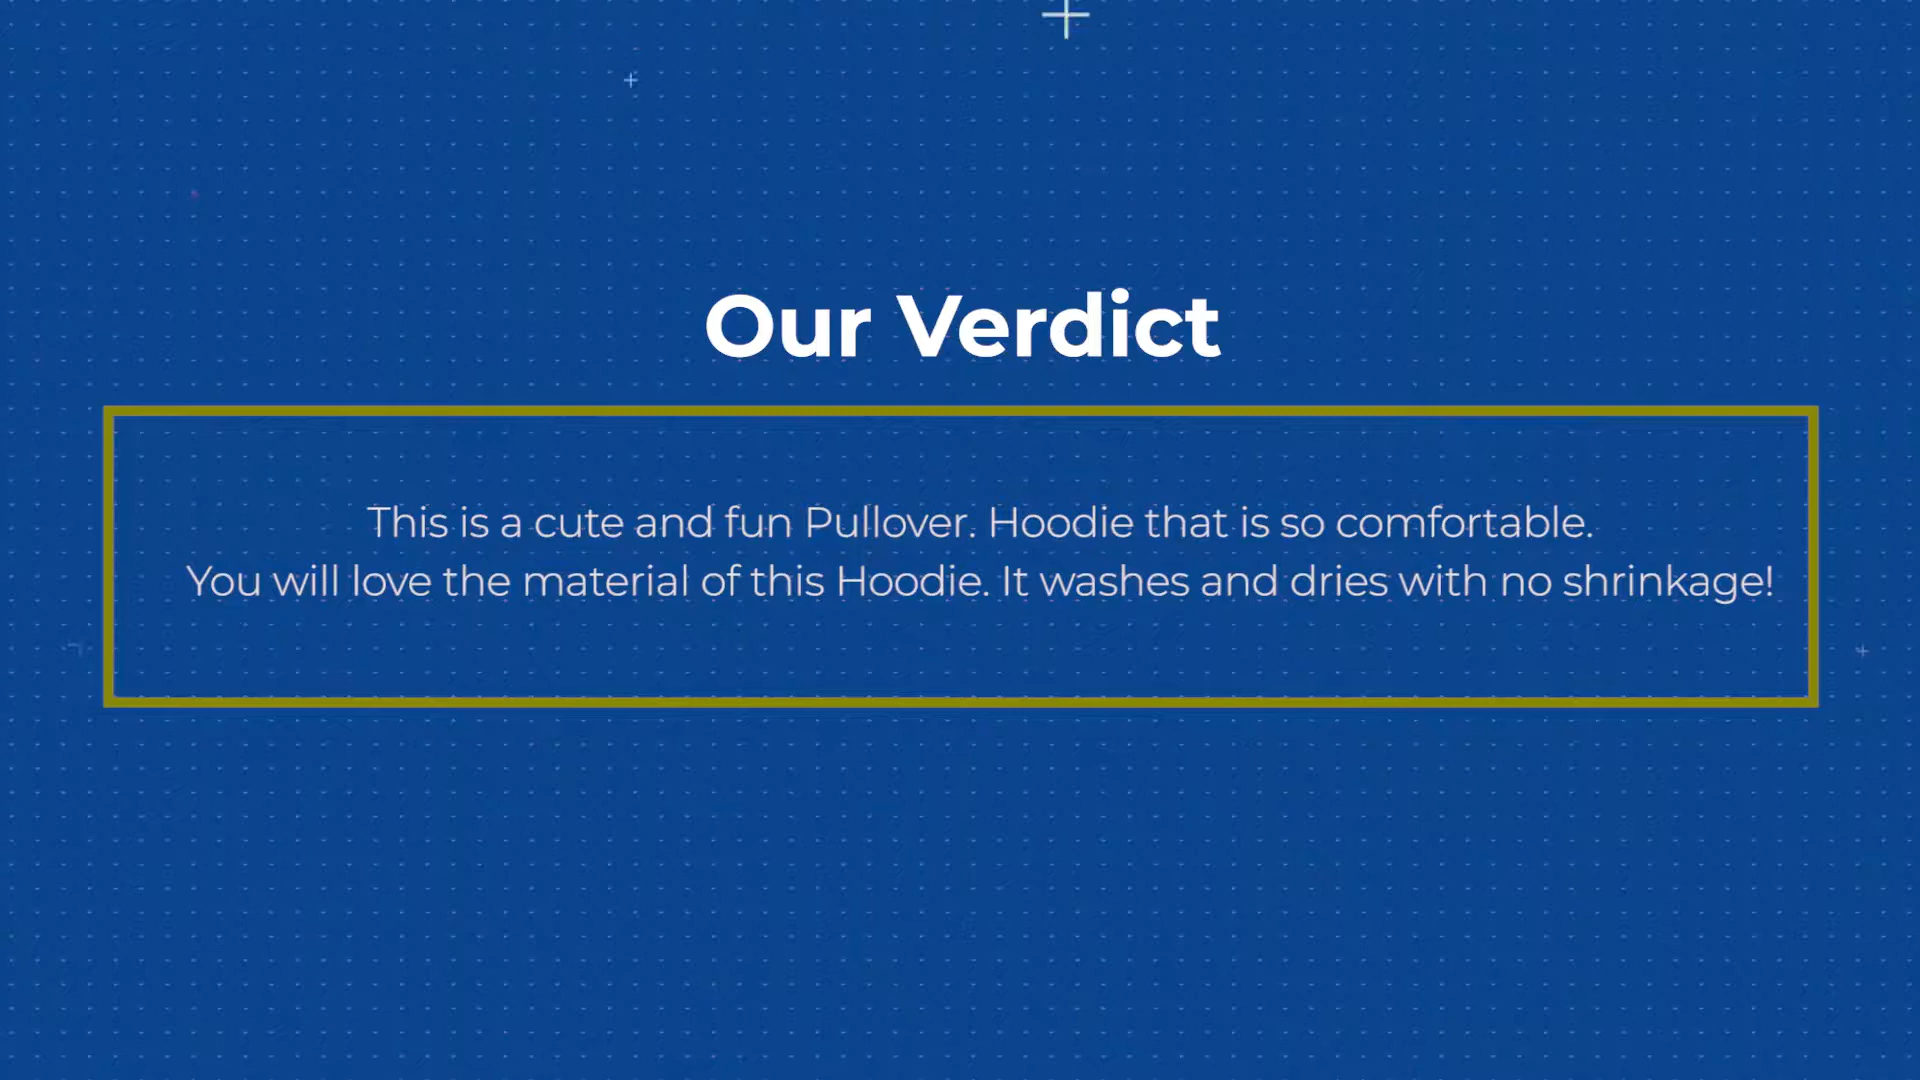 Our Verdict
This is a cute and fun Pullover. Hoodie that is so comfortable.
You will love the material of this Hoodie. It washes and dries with no shrinkage!